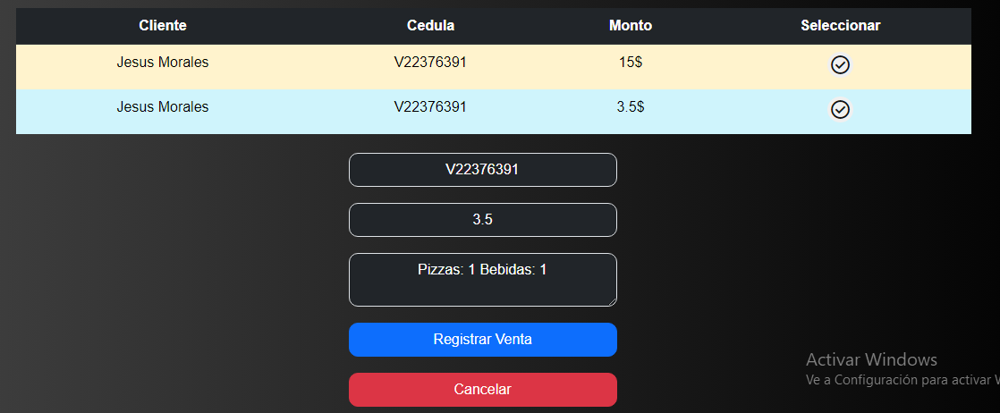 Cliente Cedula Monto Seleccionar
Jesus Morales V22376391 15$
Jesus Morales V22376391 3.5$
V22376391
3.5
Pizzas: 1 Bebidas: 1
Registrar Venta
Cancelar
Activar Windows
Ve a Configuración para activar W